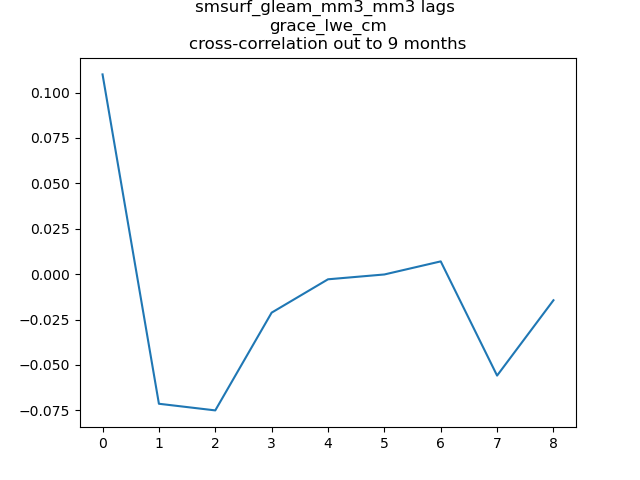 smsurf_gleam_mm3_mm3 lags
grace_lwe_cm
cross-correlation out to 9 months
0.100
0.075
0.050
0.025
0.000
−0.025
−0.050
−0.075
0 1 2 3 4 5 6 7 8